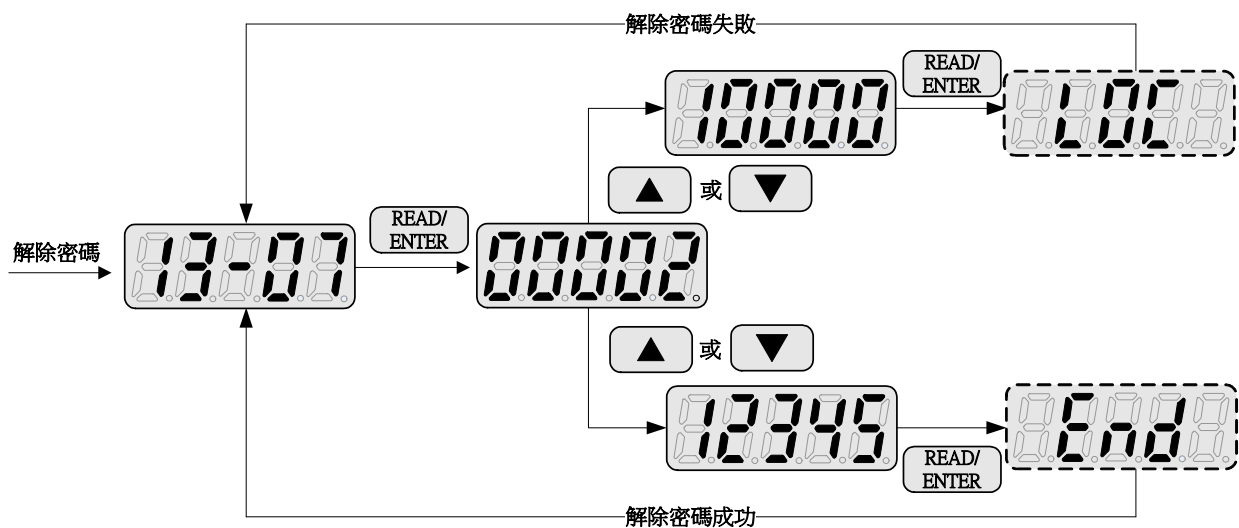 解除密碼失敗
10000
READ/
ENTER
LOC
▲ 或 ▼
解除密碼
13-07
READ/
ENTER
00002
▲ 或 ▼
12345
READ/
ENTER
End
解除密碼成功